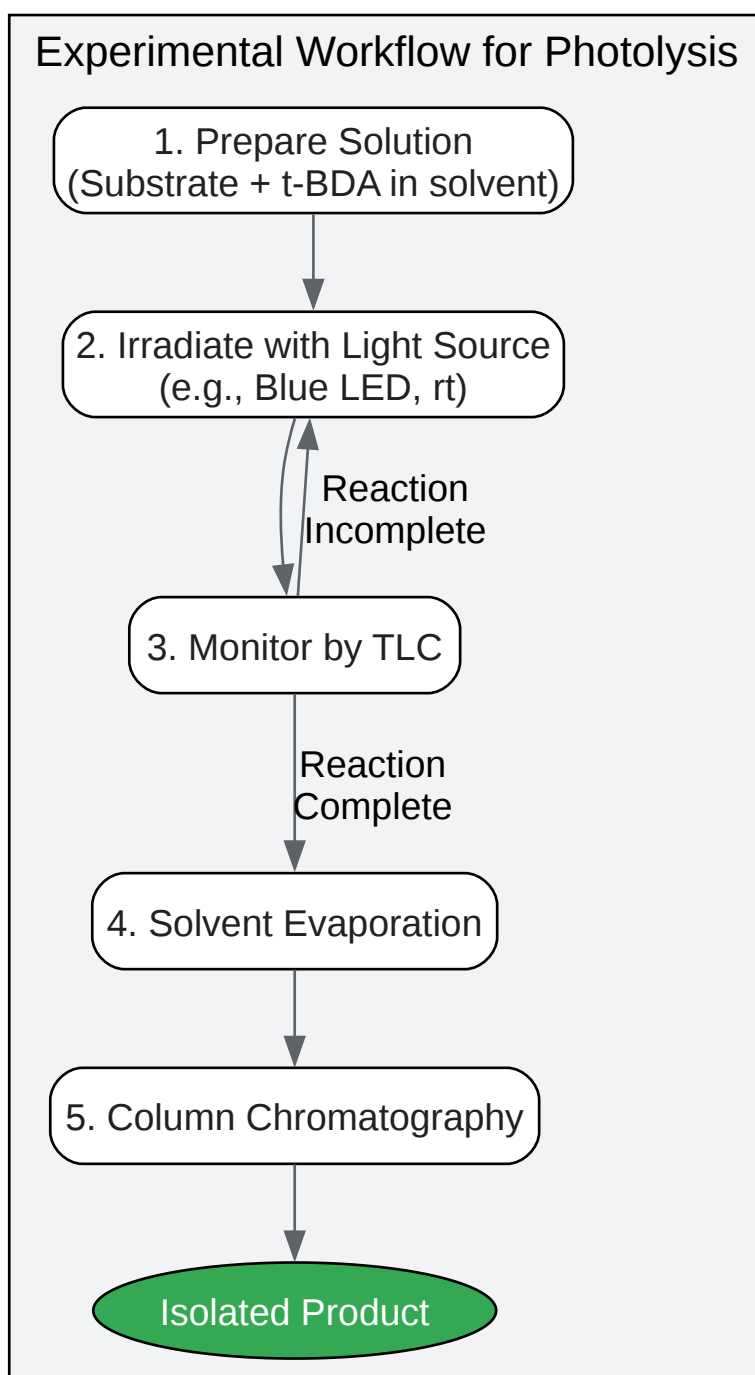 Experimental Workflow for Photolysis
1. Prepare Solution
(Substrate + t-BDA in solvent)
2. Irradiate with Light Source
(e.g., Blue LED, rt)
Reaction
Incomplete
3. Monitor by TLC
Reaction
Complete
4. Solvent Evaporation
5. Column Chromatography
Isolated Product